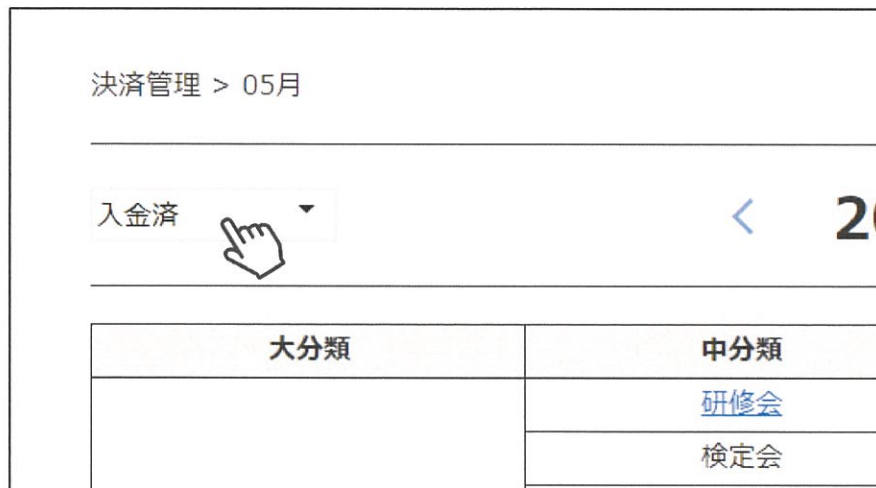 決済管理 > 05月
入金済
大分類 中分類
研修会
検定会